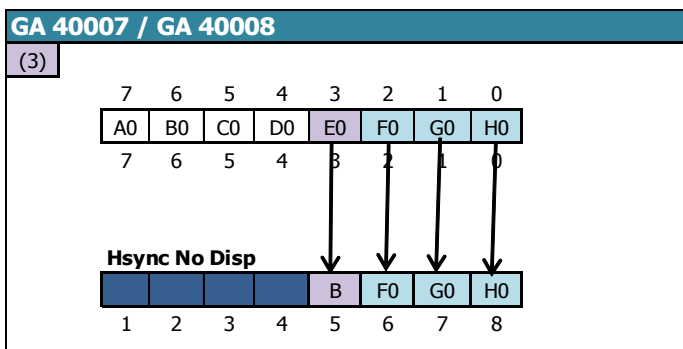 GA 40007 / GA 40008
(3)
7 6 5 4 3 2 1 0
A0 B0 C0 D0 E0 F0 G0 H0
7 6 5 4 3 2 1 0
Hsync No Disp
B F0 G0 H0
1 2 3 4 5 6 7 8